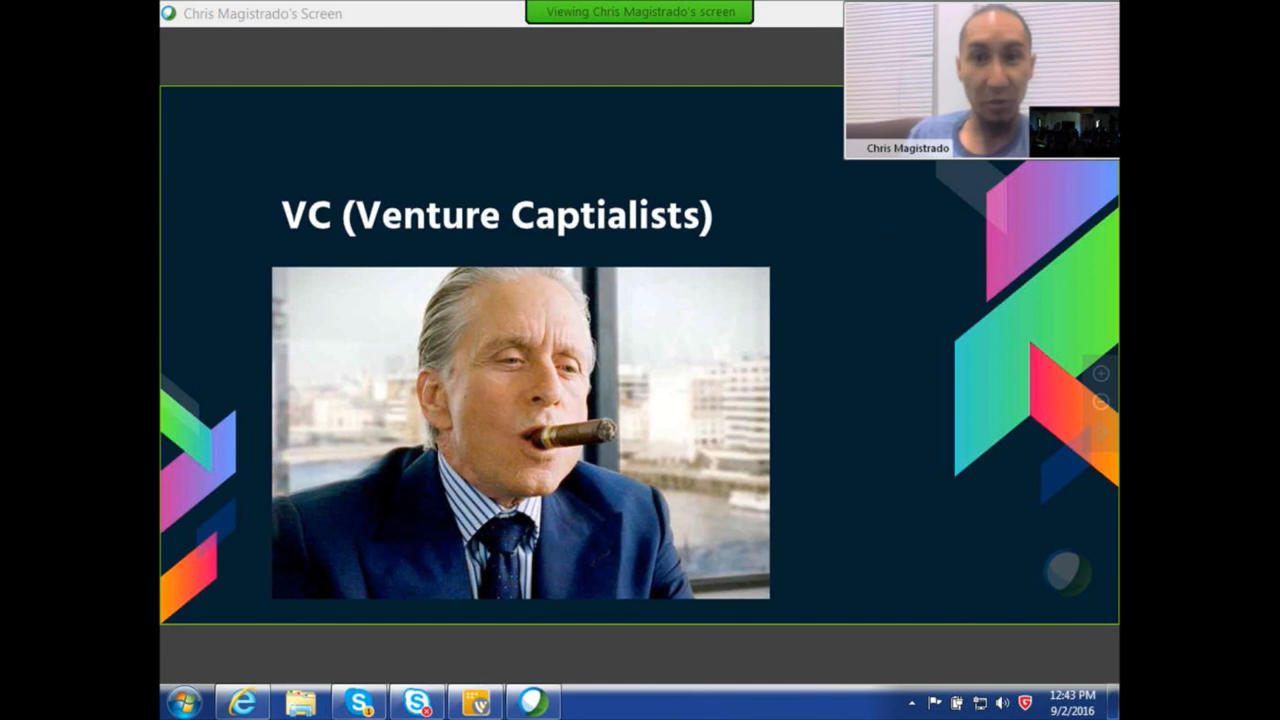 Chris Magistrado's Screen
Viewing Chris Magistrado's screen
Chris Magistrado
VC (Venture Captialists)
12:43 PM
9/2/2016